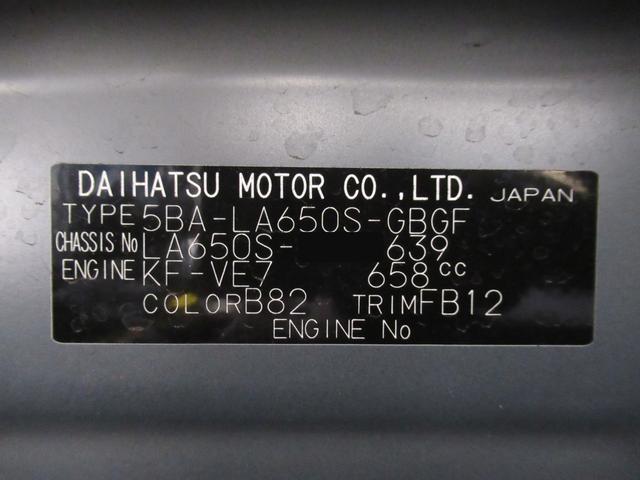 DAIHATSU MOTOR CO.,LTD. JAPAN
TYPE 5BA-LA650S-GBGF
CHASSIS No LA650S- 639
ENGINE KF-VE7 658cc
COLOR B82 TRIM FB12
ENGINE No